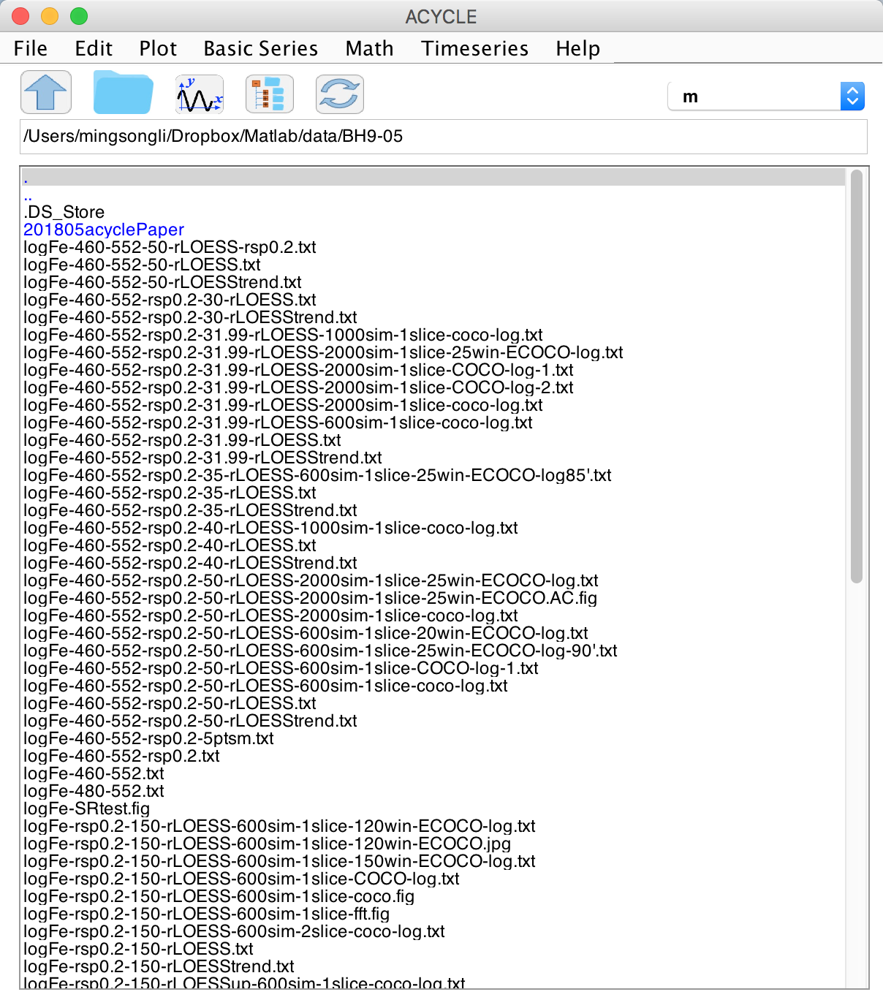 ACYCLE
File Edit Plot Basic Series Math Timeseries Help
y x
m
/Users/mingsongli/Dropbox/Matlab/data/BH9-05
.
..
.DS_Store
201805acyclePaper
logFe-460-552-50-rLOESS-rsp0.2.txt
logFe-460-552-50-rLOESS.txt
logFe-460-552-50-rLOESStrend.txt
logFe-460-552-rsp0.2-30-rLOESS.txt
logFe-460-552-rsp0.2-30-rLOESStrend.txt
logFe-460-552-rsp0.2-31.99-rLOESS-1000sim-1slice-coco-log.txt
logFe-460-552-rsp0.2-31.99-rLOESS-2000sim-1slice-25win-ECOCO-log.txt
logFe-460-552-rsp0.2-31.99-rLOESS-2000sim-1slice-COCO-log-1.txt
logFe-460-552-rsp0.2-31.99-rLOESS-2000sim-1slice-COCO-log-2.txt
logFe-460-552-rsp0.2-31.99-rLOESS-2000sim-1slice-coco-log.txt
logFe-460-552-rsp0.2-31.99-rLOESS-600sim-1slice-coco-log.txt
logFe-460-552-rsp0.2-31.99-rLOESS.txt
logFe-460-552-rsp0.2-31.99-rLOESStrend.txt
logFe-460-552-rsp0.2-35-rLOESS-600sim-1slice-25win-ECOCO-log85'.txt
logFe-460-552-rsp0.2-35-rLOESS.txt
logFe-460-552-rsp0.2-35-rLOESStrend.txt
logFe-460-552-rsp0.2-40-rLOESS-1000sim-1slice-coco-log.txt
logFe-460-552-rsp0.2-40-rLOESS.txt
logFe-460-552-rsp0.2-40-rLOESStrend.txt
logFe-460-552-rsp0.2-50-rLOESS-2000sim-1slice-25win-ECOCO-log.txt
logFe-460-552-rsp0.2-50-rLOESS-2000sim-1slice-25win-ECOCO.AC.fig
logFe-460-552-rsp0.2-50-rLOESS-2000sim-1slice-coco-log.txt
logFe-460-552-rsp0.2-50-rLOESS-600sim-1slice-20win-ECOCO-log.txt
logFe-460-552-rsp0.2-50-rLOESS-600sim-1slice-25win-ECOCO-log-90'.txt
logFe-460-552-rsp0.2-50-rLOESS-600sim-1slice-COCO-log-1.txt
logFe-460-552-rsp0.2-50-rLOESS-600sim-1slice-coco-log.txt
logFe-460-552-rsp0.2-50-rLOESS.txt
logFe-460-552-rsp0.2-50-rLOESStrend.txt
logFe-460-552-rsp0.2-5ptsm.txt
logFe-460-552-rsp0.2.txt
logFe-460-552.txt
logFe-480-552.txt
logFe-SRtest.fig
logFe-rsp0.2-150-rLOESS-600sim-1slice-120win-ECOCO-log.txt
logFe-rsp0.2-150-rLOESS-600sim-1slice-120win-ECOCO.jpg
logFe-rsp0.2-150-rLOESS-600sim-1slice-150win-ECOCO-log.txt
logFe-rsp0.2-150-rLOESS-600sim-1slice-COCO-log.txt
logFe-rsp0.2-150-rLOESS-600sim-1slice-coco.fig
logFe-rsp0.2-150-rLOESS-600sim-1slice-fft.fig
logFe-rsp0.2-150-rLOESS-600sim-2slice-coco-log.txt
logFe-rsp0.2-150-rLOESS.txt
logFe-rsp0.2-150-rLOESStrend.txt
logFe-rsp0.2-150-rLOESSup-600sim-1slice-coco-log.txt